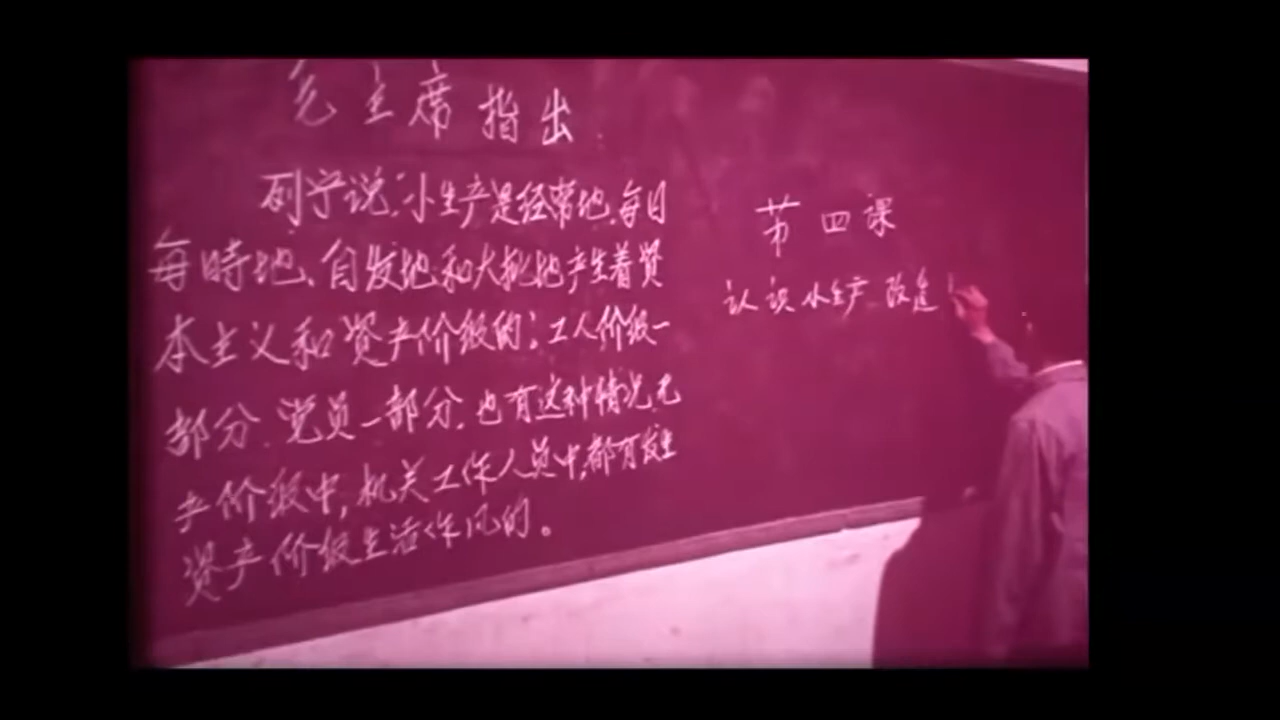 毛主席指出
列宁说:“小生产是经常地、每日
每時地、自发地和大批地产生着资
本主义和资产阶级的；工人阶级一
部分、党员一部分、也有这种情况。无
产阶级中,机关工作人员中,都有发生
资产阶级生活作风的。
第四课
认识小生产 改造